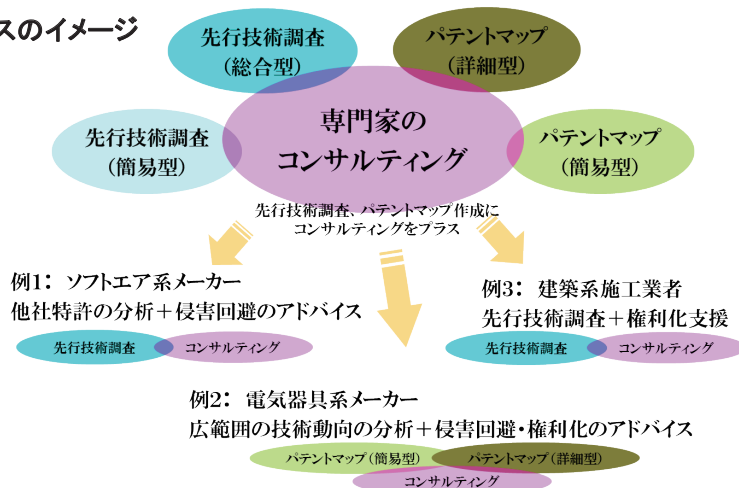 スのイメージ
先行技術調査
（総合型）
パテントマップ
（詳細型）
先行技術調査
（簡易型）
専門家の
コンサルティング
パテントマップ
（簡易型）
先行技術調査、パテントマップ作成に
コンサルティングをプラス
例1： ソフトエア系メーカー
他社特許の分析＋侵害回避のアドバイス
先行技術調査 コンサルティング
例3： 建築系施工業者
先行技術調査＋権利化支援
先行技術調査 コンサルティング
例2： 電気器具系メーカー
広範囲の技術動向の分析＋侵害回避・権利化のアドバイス
パテントマップ（簡易型） パテントマップ（詳細型）
コンサルティング